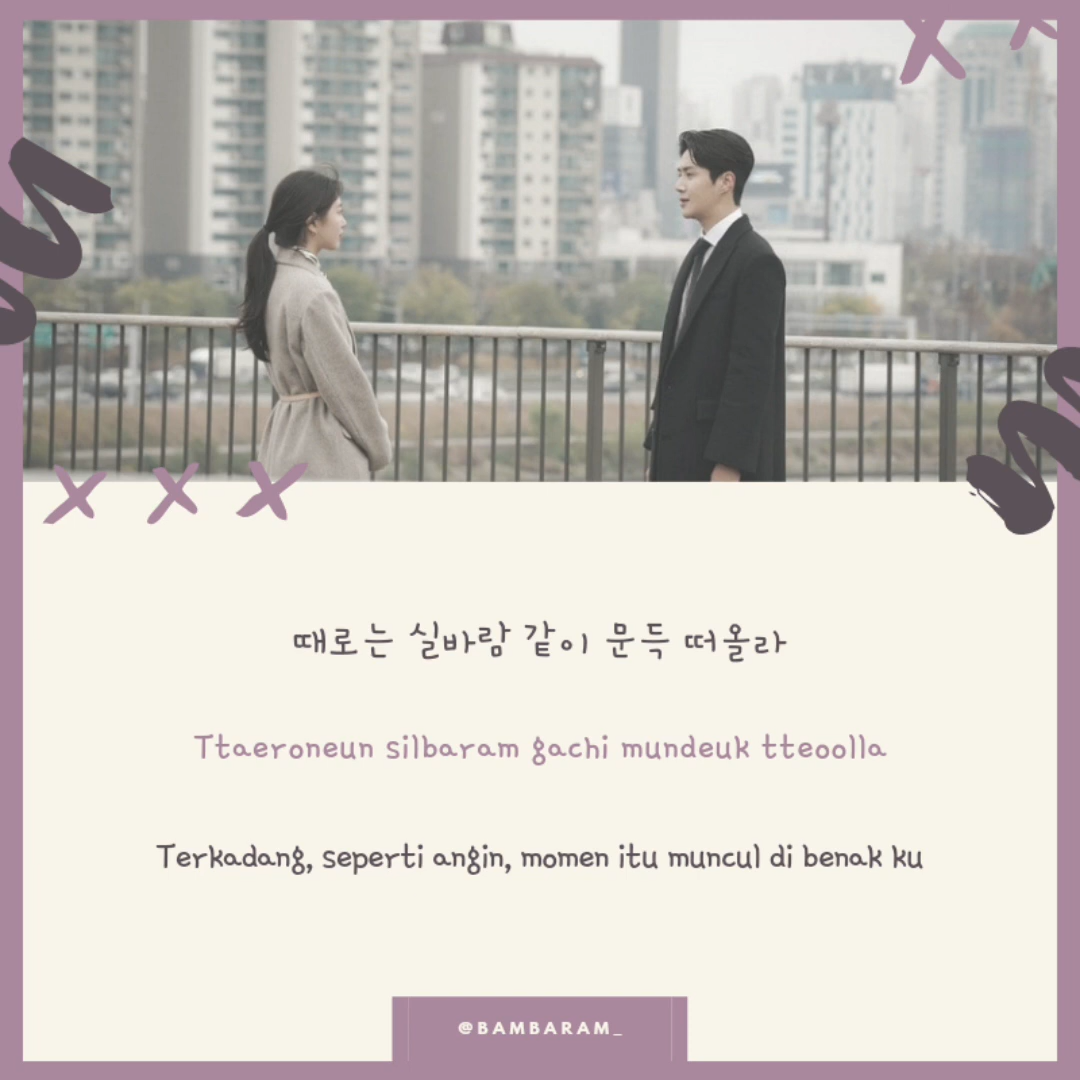 때로는 실바람 같이 문득 떠올라
Ttaeroneun silbaram gachi mundeuk tteoolla
Terkadang, seperti angin, momen itu muncul di benak ku
@BAMBARAM_